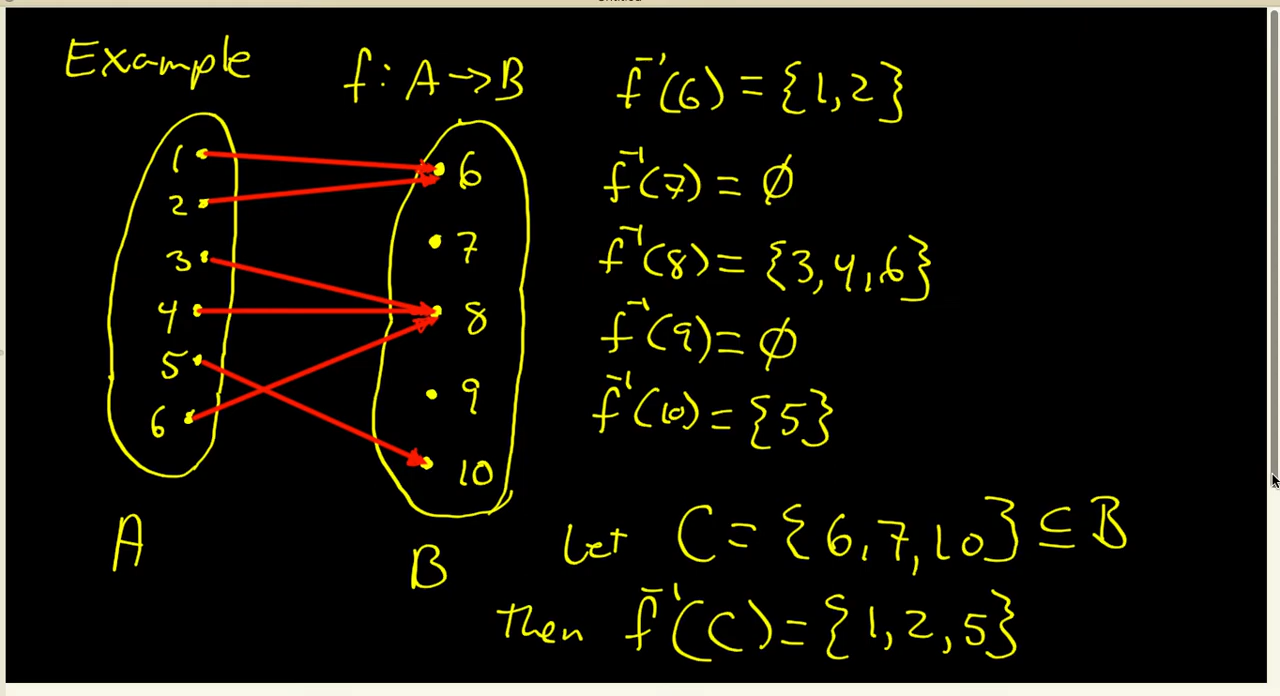 Example
f : A → B
1
2
3
4
5
6
A
6
7
8
9
10
B
f⁻¹(6) = {1,2}
f⁻¹(7) = ∅
f⁻¹(8) = {3,4,6}
f⁻¹(9) = ∅
f⁻¹(10) = {5}
Let C = {6,7,10} ⊆ B
then f⁻¹(C) = {1,2,5}